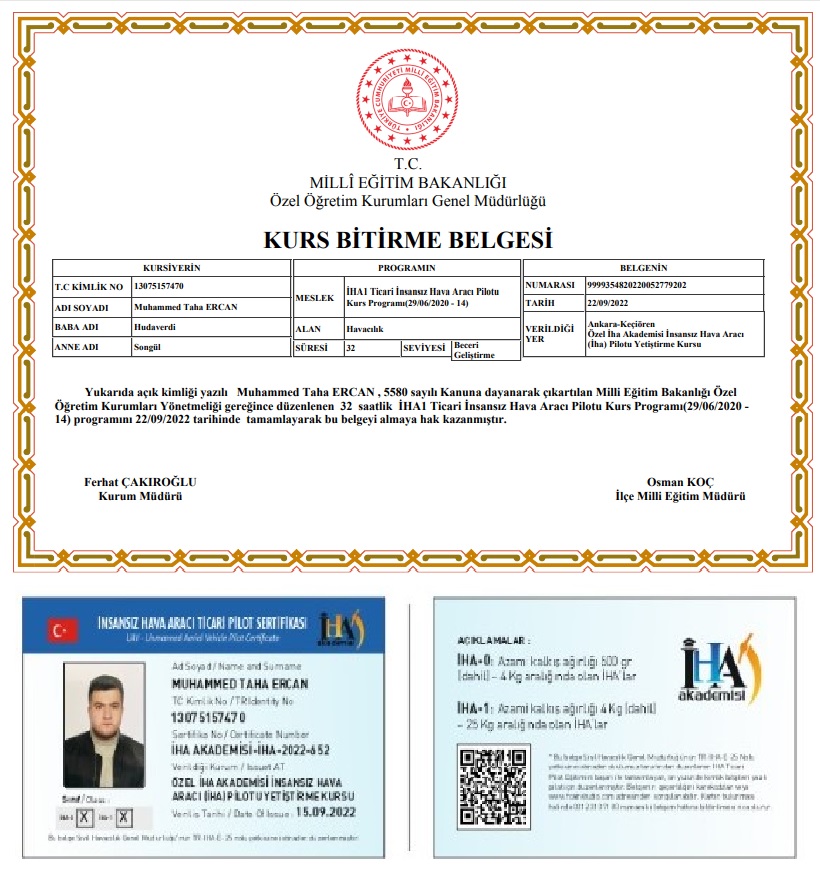 TÜRKİYE CUMHURİYETİ MİLLÎ EĞİTİM BAKANLIĞI
T.C.
MİLLÎ EĞİTİM BAKANLIĞI
Özel Öğretim Kurumları Genel Müdürlüğü
KURS BİTİRME BELGESİ
KURSİYERİN
T.C KİMLİK NO 13075157470
ADI SOYADI Muhammed Taha ERCAN
BABA ADI Hudaverdi
ANNE ADI Songül
PROGRAMIN
MESLEK İHA1 Ticari İnsansız Hava Aracı Pilotu
Kurs Programı(29/06/2020 - 14)
ALAN Havacılık
SÜRESİ 32 SEVİYESİ Beceri
Geliştirme
BELGENİN
NUMARASI 9999354820220052779202
TARİH 22/09/2022
VERİLDİĞİ YER Ankara-Keçiören
Özel İha Akademisi İnsansız Hava Aracı
(İha) Pilotu Yetiştirme Kursu
Yukarıda açık kimliği yazılı Muhammed Taha ERCAN , 5580 sayılı Kanuna dayanarak çıkartılan Milli Eğitim Bakanlığı Özel
Öğretim Kurumları Yönetmeliği gereğince düzenlenen 32 saatlik İHA1 Ticari İnsansız Hava Aracı Pilotu Kurs Programı(29/06/2020 -
14) programını 22/09/2022 tarihinde tamamlayarak bu belgeyi almaya hak kazanmıştır.
Ferhat ÇAKIROĞLU
Kurum Müdürü
Osman KOÇ
İlçe Milli Eğitim Müdürü
İNSANSIZ HAVA ARACI TİCARİ PİLOT SERTİFİKASI
UAV - Unmanned Aerial Vehicle Pilot Certificate
İHA
akademisi
Ad Soyad / Name and Surname
MUHAMMED TAHA ERCAN
TC Kimlik No / TR Identity No
13075157470
Sertifika No / Certificate Number
İHA AKADEMİSİ-İHA-2022-652
Verildiği Kurum / Issued AT
ÖZEL İHA AKADEMİSİ İNSANSIZ HAVA
ARACI (İHA) PİLOTU YETİŞTİRME KURSU
Veriliş Tarihi / Date Of Issue : 15.09.2022
Sınıf / Class :
İHA-0 X İHA-1 X
AÇIKLAMALAR :
İHA-0: Azami kalkış ağırlığı 500 gr
(dahil) – 4 Kg aralığında olan İHA'lar
İHA-1: Azami kalkış ağırlığı 4 Kg (dahil)
– 25 Kg aralığında olan İHA'lar
İHA
akademisi